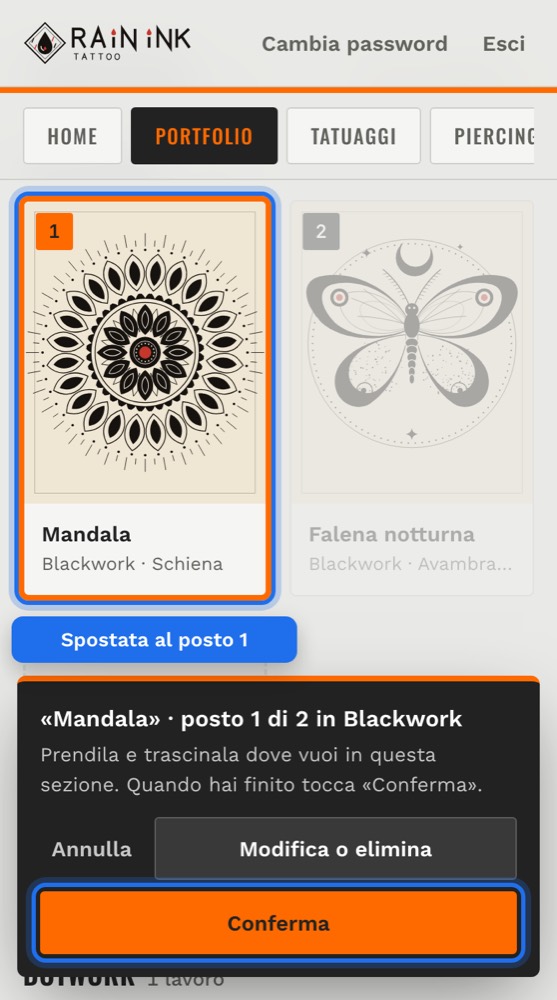 RAiN iNK
TATTOO
Cambia password
Esci
HOME
PORTFOLIO
TATUAGGI
PIERCING
1
2
Mandala
Blackwork · Schiena
Falena notturna
Blackwork · Avambra...
Spostata al posto 1
«Mandala» · posto 1 di 2 in Blackwork
Prendila e trascinala dove vuoi in questa
sezione. Quando hai finito tocca «Conferma».
Annulla
Modifica o elimina
Conferma
DOTWORK 1 lavoro